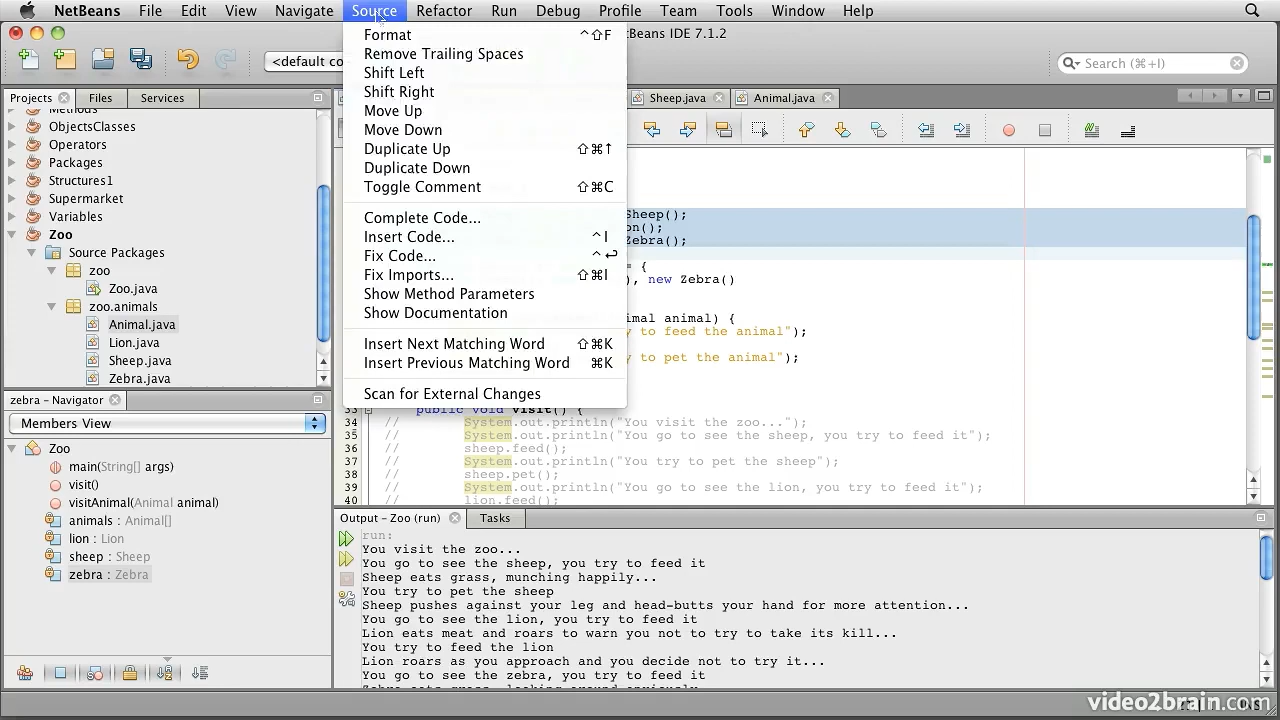 NetBeans File Edit View Navigate Source Refactor Run Debug Profile Team Tools Window Help
NetBeans IDE 7.1.2
<default co
Search (⌘+I)
Projects Files Services
Sheep.java Animal.java
Methods
ObjectsClasses
Operators
Packages
Structures1
Supermarket
Variables
Zoo
Source Packages
zoo
Zoo.java
zoo.animals
Animal.java
Lion.java
Sheep.java
Zebra.java
Format ^⇧F
Remove Trailing Spaces
Shift Left
Shift Right
Move Up
Move Down
Duplicate Up ⇧⌘↑
Duplicate Down
Toggle Comment ⇧⌘C
Complete Code...
Insert Code... ^I
Fix Code... ^↩
Fix Imports... ⇧⌘I
Show Method Parameters
Show Documentation
Insert Next Matching Word ⇧⌘K
Insert Previous Matching Word ⌘K
Scan for External Changes
Sheep();
on();
Zebra();
= {
), new Zebra()
imal animal) {
y to feed the animal");
y to pet the animal");
33 public void visit() {
34 // System.out.println("You visit the zoo...");
35 // System.out.println("You go to see the sheep, you try to feed it");
36 // sheep.feed();
37 // System.out.println("You try to pet the sheep");
38 // sheep.pet();
39 // System.out.println("You go to see the lion, you try to feed it");
40 // lion.feed();
zebra - Navigator
Members View
Zoo
main(String[] args)
visit()
visitAnimal(Animal animal)
animals : Animal[]
lion : Lion
sheep : Sheep
zebra : Zebra
Output - Zoo (run) Tasks
run:
You visit the zoo...
You go to see the sheep, you try to feed it
Sheep eats grass, munching happily...
You try to pet the sheep
Sheep pushes against your leg and head-butts your hand for more attention...
You go to see the lion, you try to feed it
Lion eats meat and roars to warn you not to try to take its kill...
You try to feed the lion
Lion roars as you approach and you decide not to try it...
You go to see the zebra, you try to feed it
video2brain.com